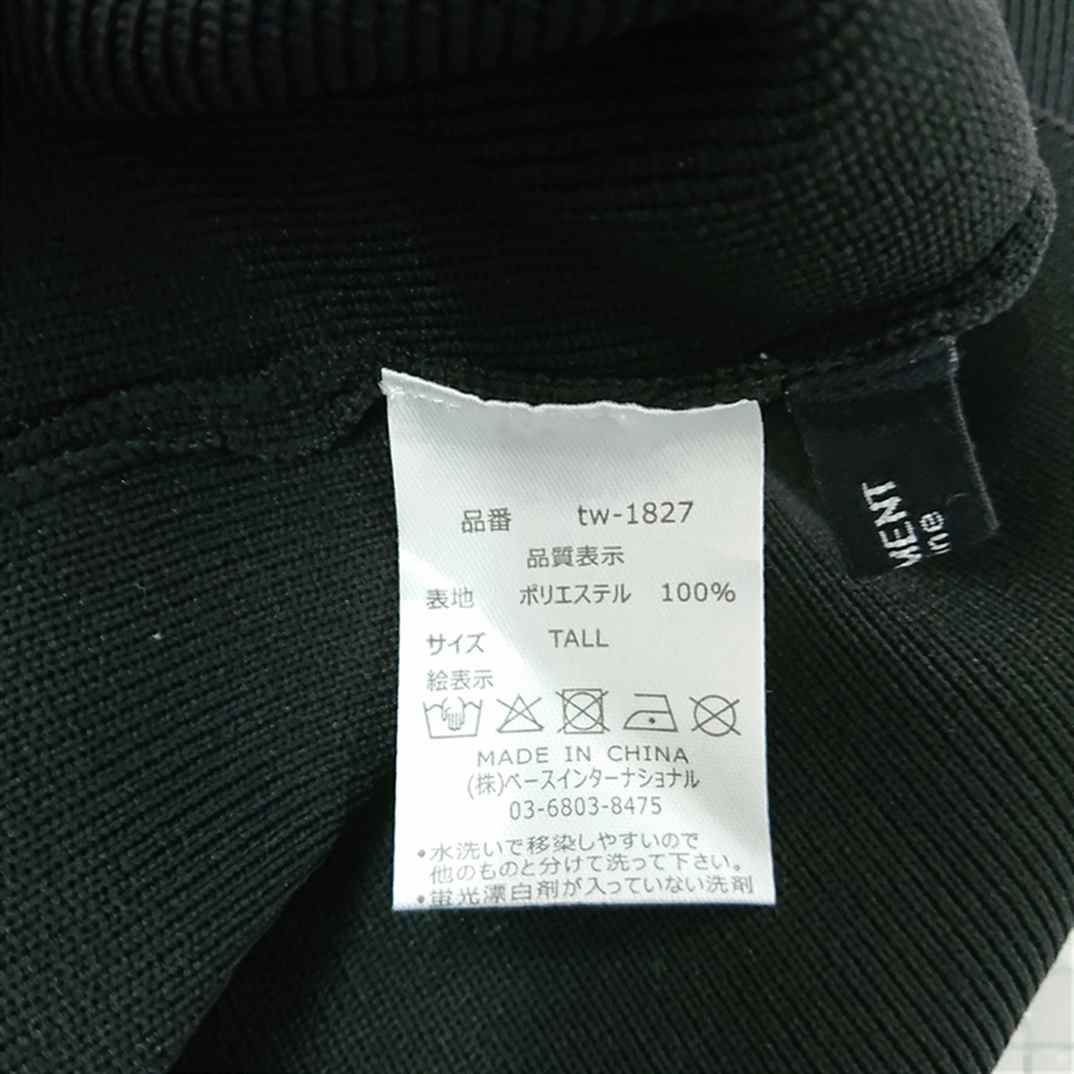 品番 tw-1827
品質表示
表地 ポリエステル 100%
サイズ TALL
絵表示
MADE IN CHINA
(株)ベースインターナショナル
03-6803-8475
•水洗いで移染しやすいので
他のものと分けて洗って下さい。
•蛍光漂白剤が入っていない洗剤
MENT
ne